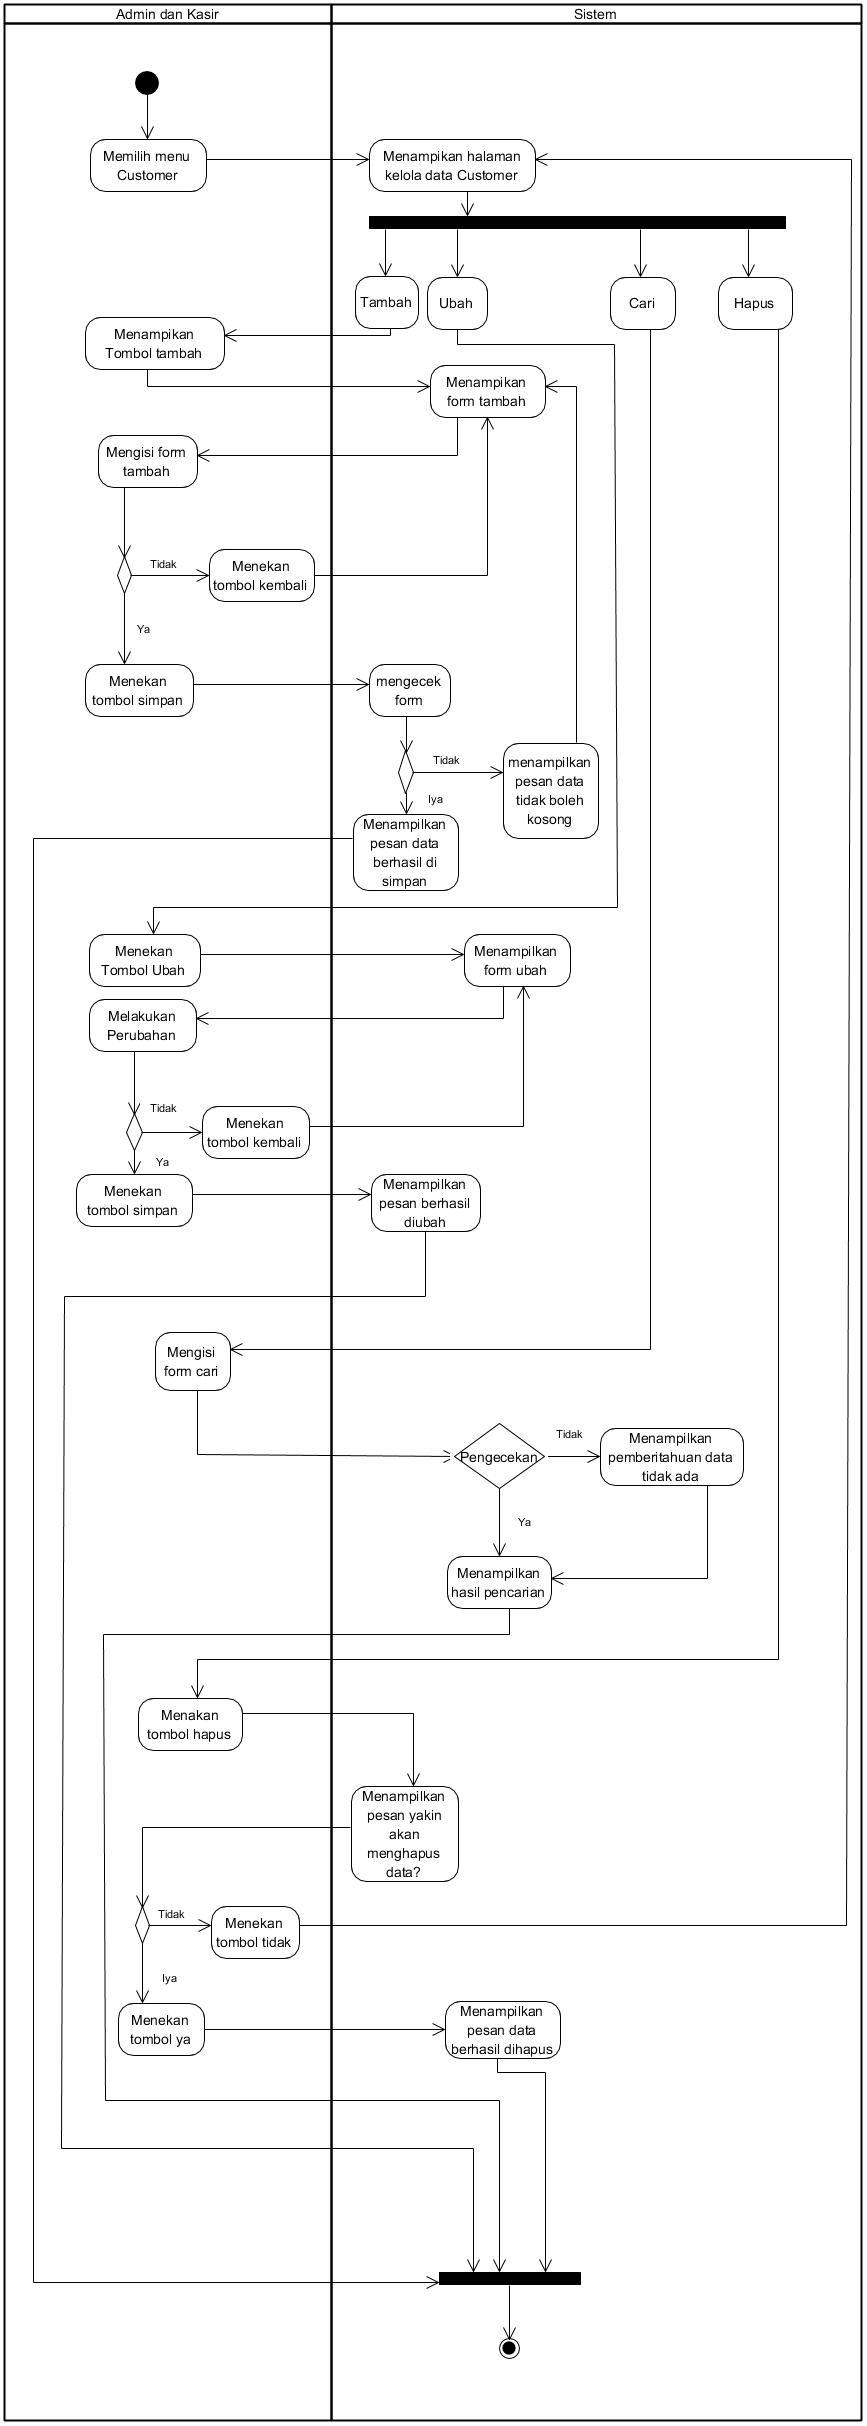 Admin dan Kasir
Sistem
Memilih menu
Customer
Menampikan halaman
kelola data Customer
Tambah
Ubah
Cari
Hapus
Menampikan
Tombol tambah
Menampikan
form tambah
Mengisi form
tambah
Tidak
Menekan
tombol kembali
Ya
Menekan
tombol simpan
mengecek
form
Tidak
menampilkan
pesan data
tidak boleh
kosong
Iya
Menampilkan
pesan data
berhasil di
simpan
Menekan
Tombol Ubah
Menampilkan
form ubah
Melakukan
Perubahan
Tidak
Menekan
tombol kembali
Ya
Menekan
tombol simpan
Menampilkan
pesan berhasil
diubah
Mengisi
form cari
Pengecekan
Tidak
Menampilkan
pemberitahuan data
tidak ada
Ya
Menampilkan
hasil pencarian
Menakan
tombol hapus
Menampilkan
pesan yakin
akan
menghapus
data?
Tidak
Menekan
tombol tidak
Iya
Menekan
tombol ya
Menampilkan
pesan data
berhasil dihapus